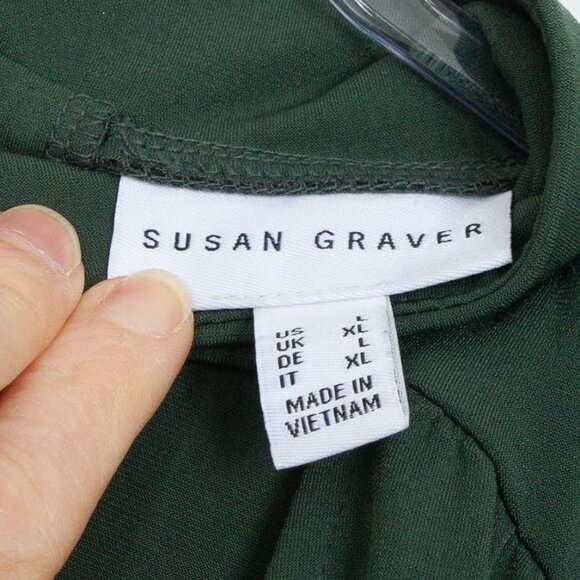 SUSAN GRAVER
US L
UK XL
DE L
IT XL
MADE IN
VIETNAM